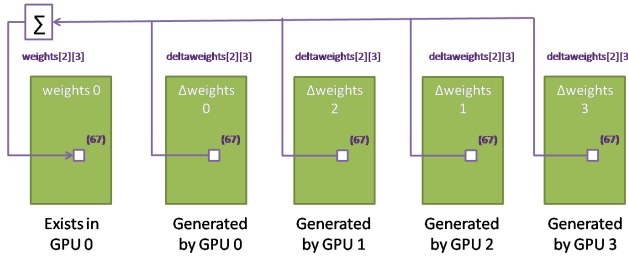 Σ
weights[2][3] deltaweights[2][3] deltaweights[2][3] deltaweights[2][3] deltaweights[2][3
weights 0 Δweights Δweights Δweights Δweights
0 2 1 3
(67) (67) (67) (67) (67)
Exists in Generated Generated Generated Generated
GPU 0 by GPU 0 by GPU 1 by GPU 2 by GPU 3